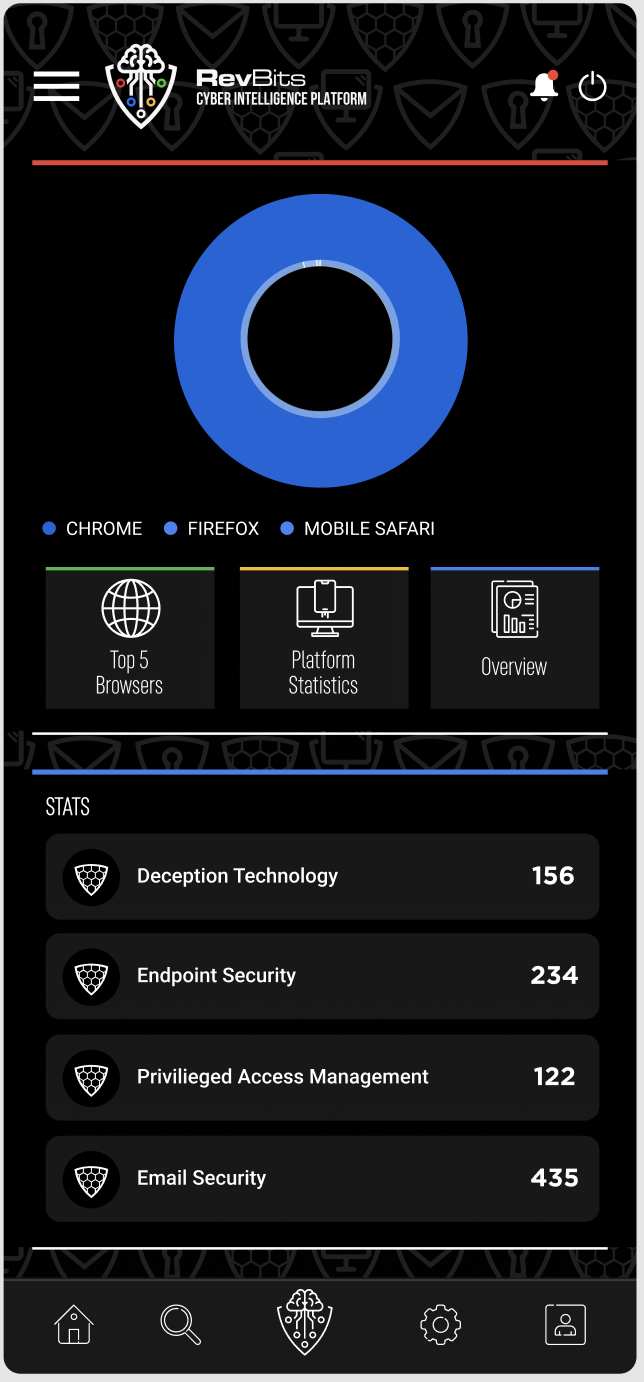 RevBits
CYBER INTELLIGENCE PLATFORM
CHROME
FIREFOX
MOBILE SAFARI
Top 5
Browsers
Platform
Statistics
Overview
STATS
Deception Technology
156
Endpoint Security
234
Privilieged Access Management
122
Email Security
435